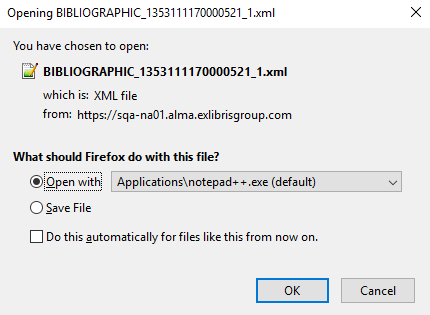 Opening BIBLIOGRAPHIC_1353111170000521_1.xml
You have chosen to open:
BIBLIOGRAPHIC_1353111170000521_1.xml
which is: XML file
from: https://sqa-na01.alma.exlibrisgroup.com
What should Firefox do with this file?
Open with Applications\notepad++.exe (default)
Save File
Do this automatically for files like this from now on.
OK Cancel